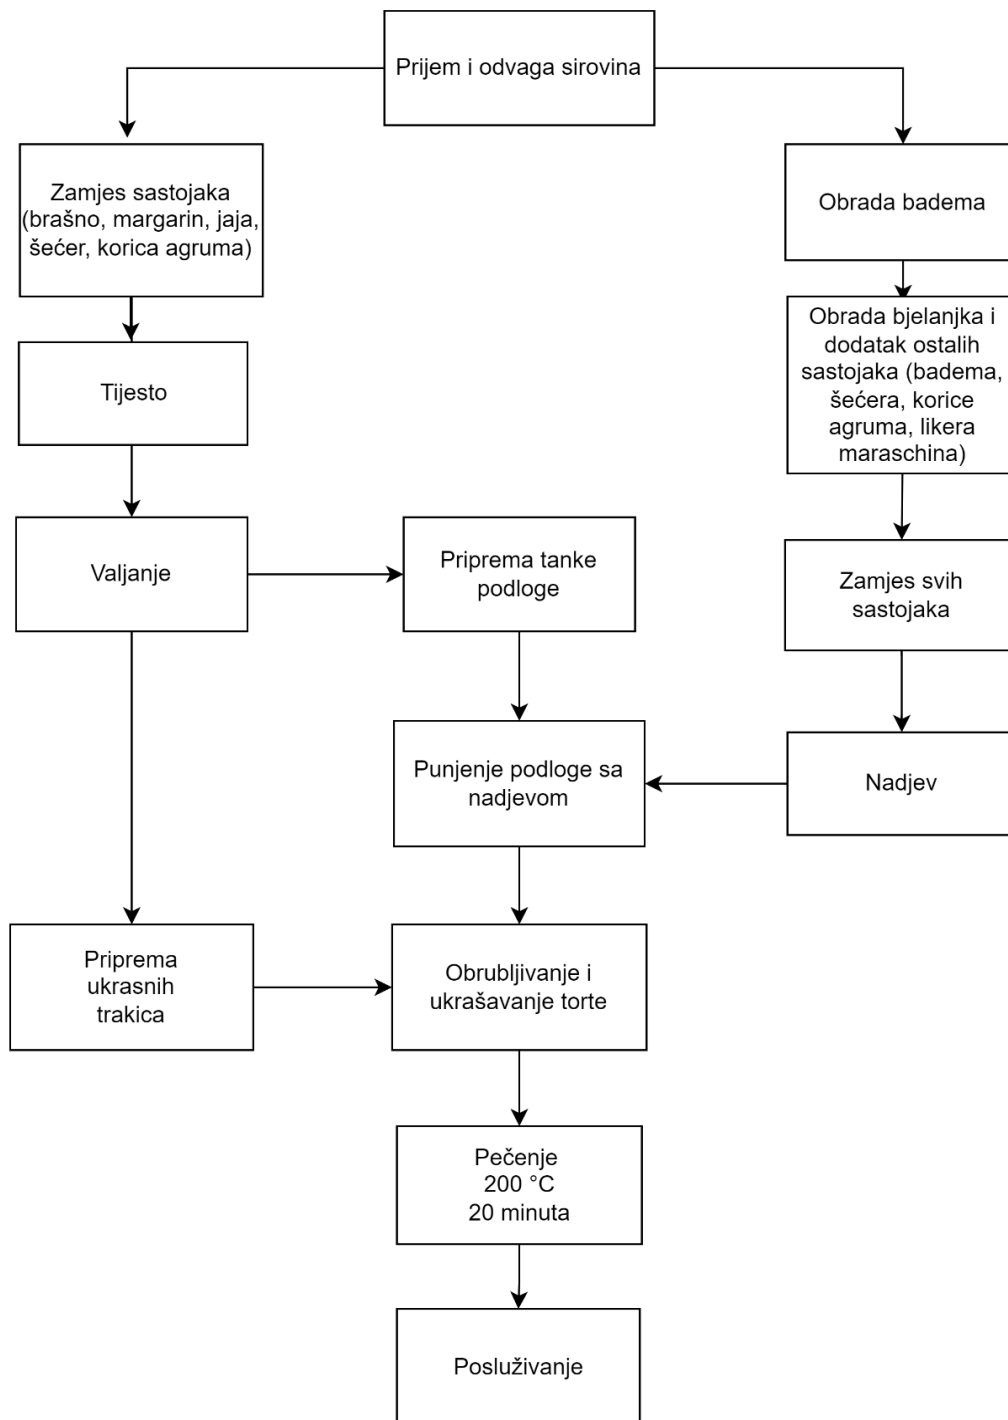 Prijem i odvaga sirovina
Zamjes sastojaka
(brašno, margarin, jaja,
šećer, korica agruma)
Obrada badema
Tijesto
Obrada bjelanjka i
dodatak ostalih
sastojaka (badema,
šećera, korice
agruma, likera
maraschina)
Valjanje
Priprema tanke
podloge
Zamjes svih
sastojaka
Punjenje podloge sa
nadjevom
Nadjev
Priprema
ukrasnih
trakica
Obrubljivanje i
ukrašavanje torte
Pečenje
200 °C
20 minuta
Posluživanje